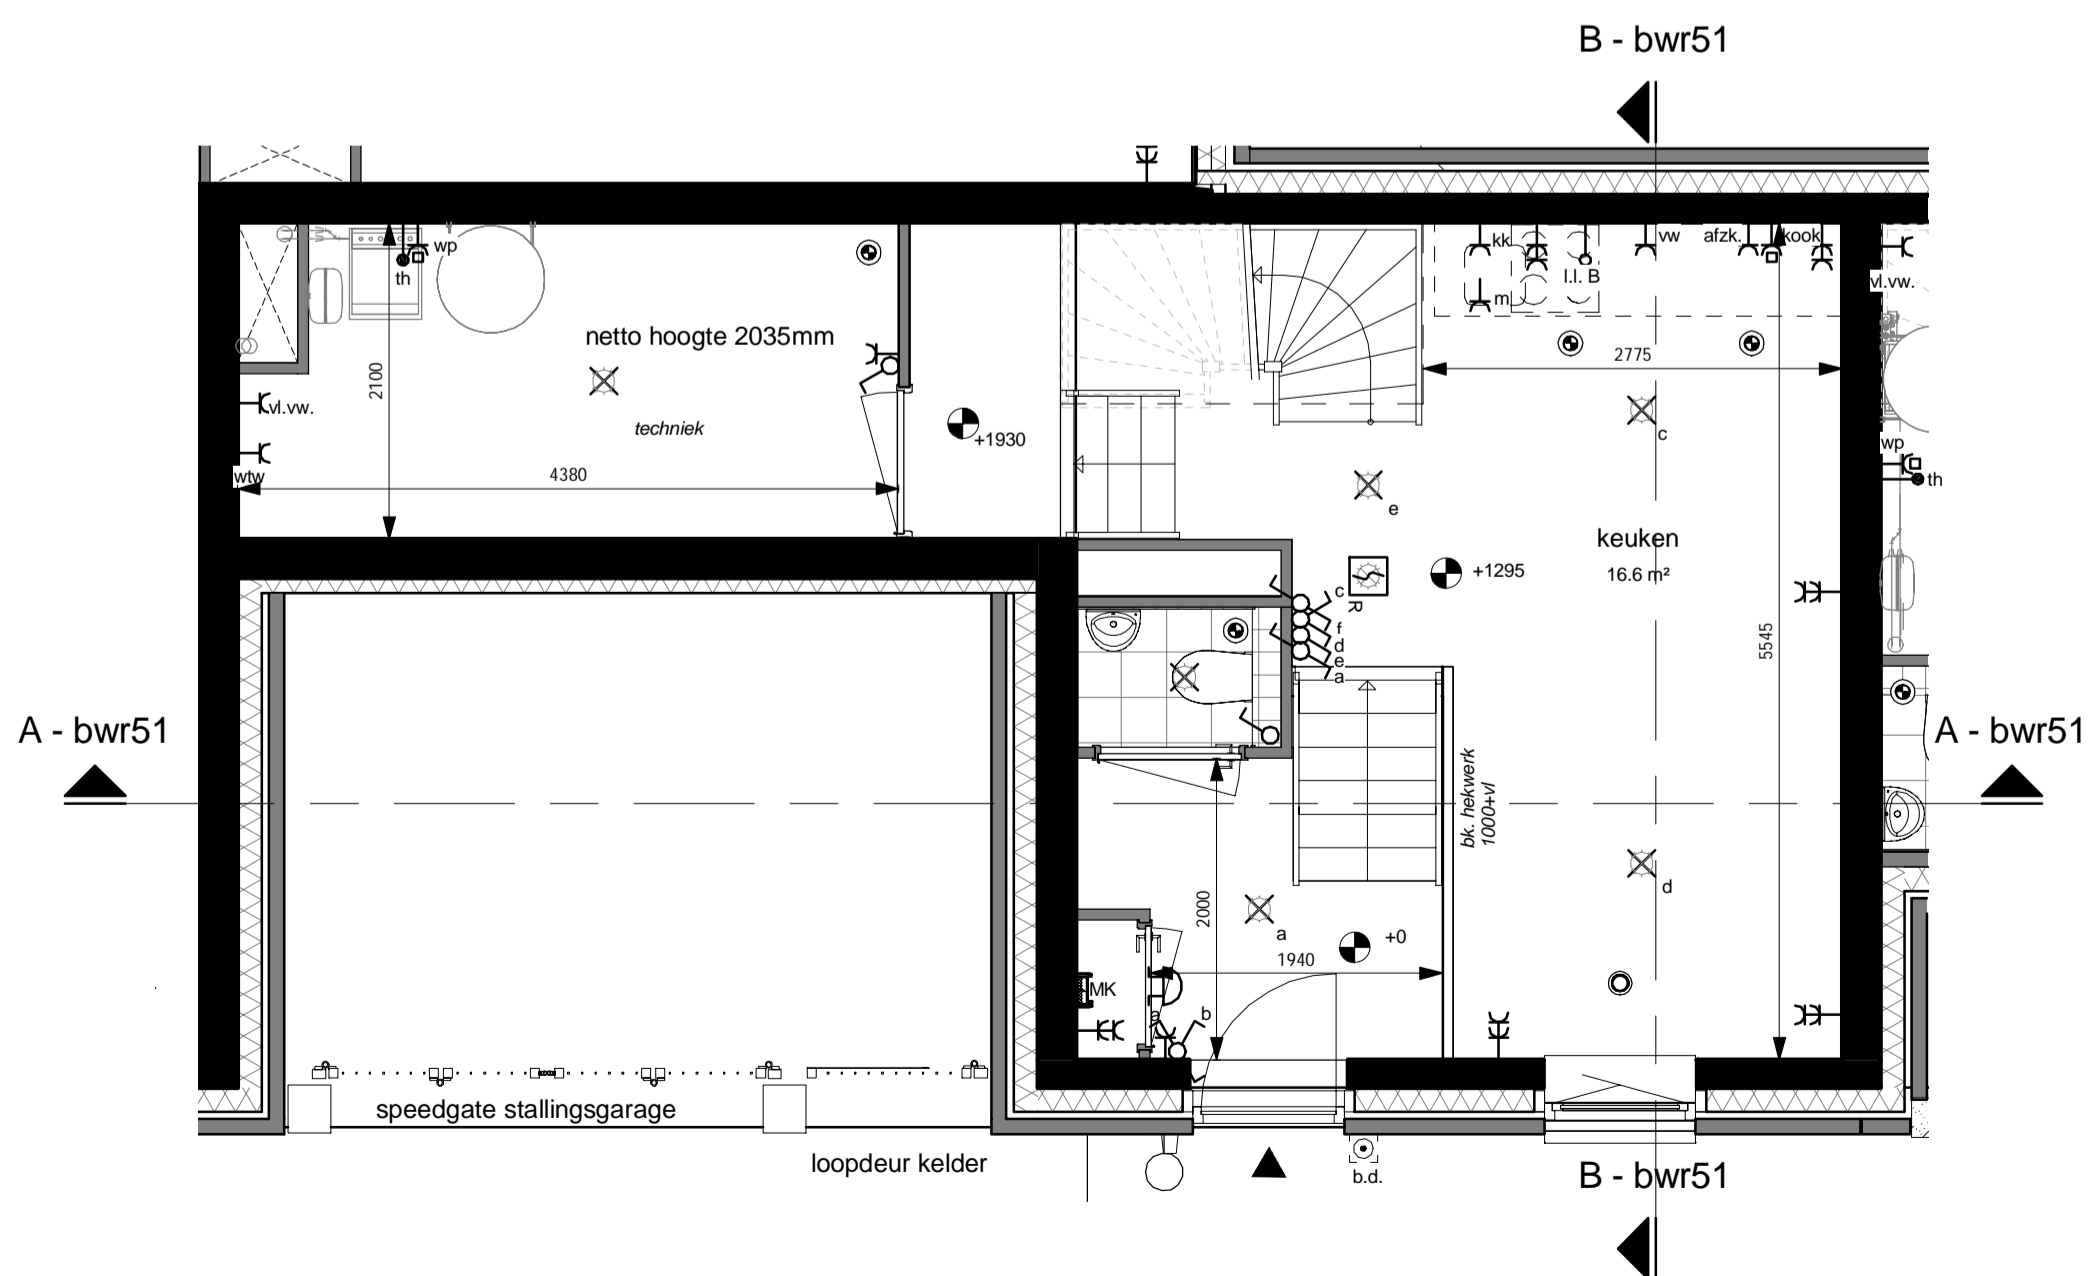 B - bwr51
wp
th
kk
l.l. B
vw
afzk.
kook
vl.vw.
m
netto hoogte 2035mm
2775
2100
vl.vw.
techniek
+1930
c
wp
wtw
4380
th
e
keuken
16.6 m²
+1295
c
R
f
d
e
a
5545
A - bwr51
A - bwr51
bk. hekwerk
1000+vl
d
2000
a
+0
1940
MK
b
speedgate stallingsgarage
loopdeur kelder
b.d.
B - bwr51